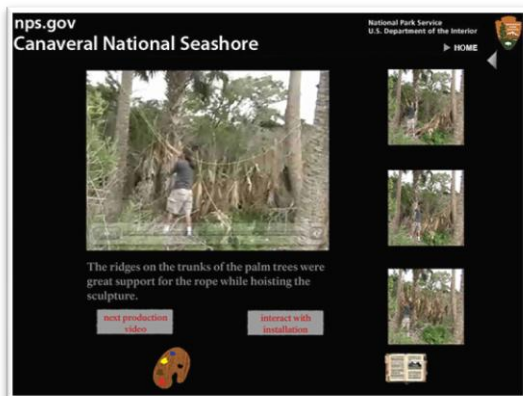 nps.gov
Canaveral National Seashore
National Park Service
U.S. Department of the Interior
HOME
The ridges on the trunks of the palm trees were
great support for the rope while hoisting the
sculpture.
next production
video
interact with
installation